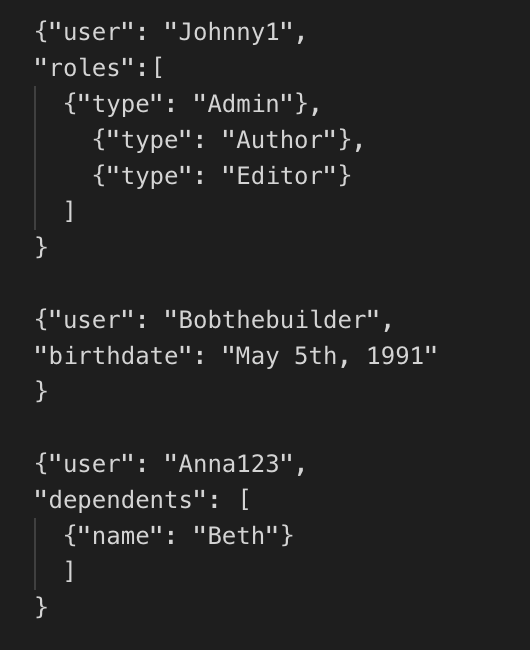 {"user": "Johnny1",
"roles":[
  {"type": "Admin"},
    {"type": "Author"},
    {"type": "Editor"}
  ]
}

{"user": "Bobthebuilder",
"birthdate": "May 5th, 1991"
}

{"user": "Anna123",
"dependents": [
  {"name": "Beth"}
  ]
}